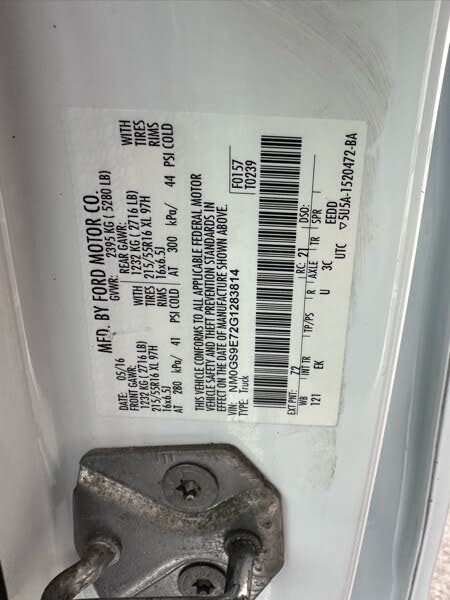 MFD. BY FORD MOTOR CO.
05/16 GVWR: 2395 KG ( 5280 LB)
FRONT GAWR: WITH REAR GAWR: WITH
1232 KG ( 2716 LB) TIRES 1232 KG ( 2716 LB) TIRES
215/55R16 XL 97H RIMS 215/55R16 XL 97H RIMS
16x6.5J 16x6.5J
AT 280 kPa/ 41 PSI COLD AT 300 kPa/ 44 PSI COLD
THIS VEHICLE CONFORMS TO ALL APPLICABLE FEDERAL MOTOR
VEHICLE SAFETY AND THEFT PREVENTION STANDARDS IN
EFFECT ON THE DATE OF MANUFACTURE SHOWN ABOVE.
VIN: NM0GS9E72G1283814 F0157
TYPE: Truck T0239
EXT PNT: Z2 RC: 21 DSO:
WB INT TR TP/PS R AXLE TR SPR EEDD
121 EK U 3C
UTC ▽5U5A-1520472-BA